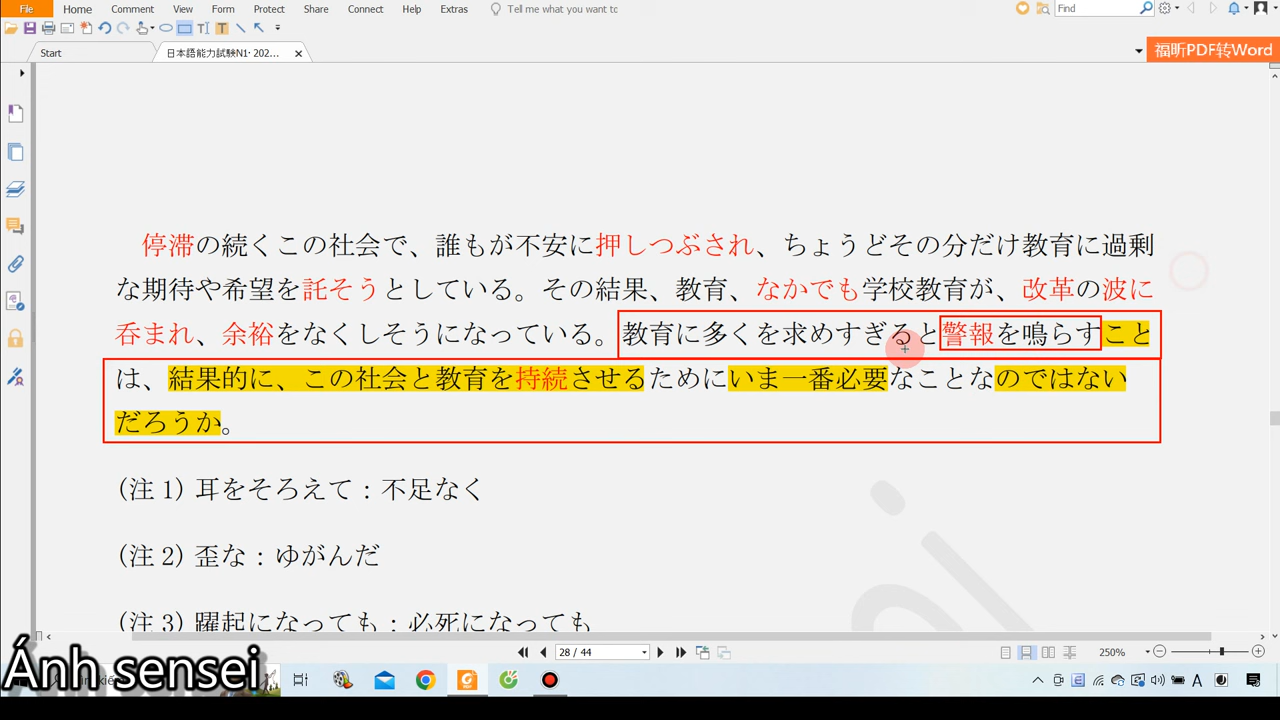 File Home Comment View Form Protect Share Connect Help Extras Tell me what you want tc Find
Start 日本語能力試験N1· 202... 福昕PDF转Word
停滞の続くこの社会で、誰もが不安に押しつぶされ、ちょうどその分だけ教育に過剰
な期待や希望を託そうとしている。その結果、教育、なかでも学校教育が、改革の波に
呑まれ、余裕をなくしそうになっている。教育に多くを求めすぎると警報を鳴らすこと
は、結果的に、この社会と教育を持続させるためにいま一番必要なことなのではない
だろうか。
(注 1) 耳をそろえて : 不足なく
(注 2) 歪な : ゆがんだ
(注 3) 躍起になっても : 必死になっても
28 / 44 250%
Ánh sensei